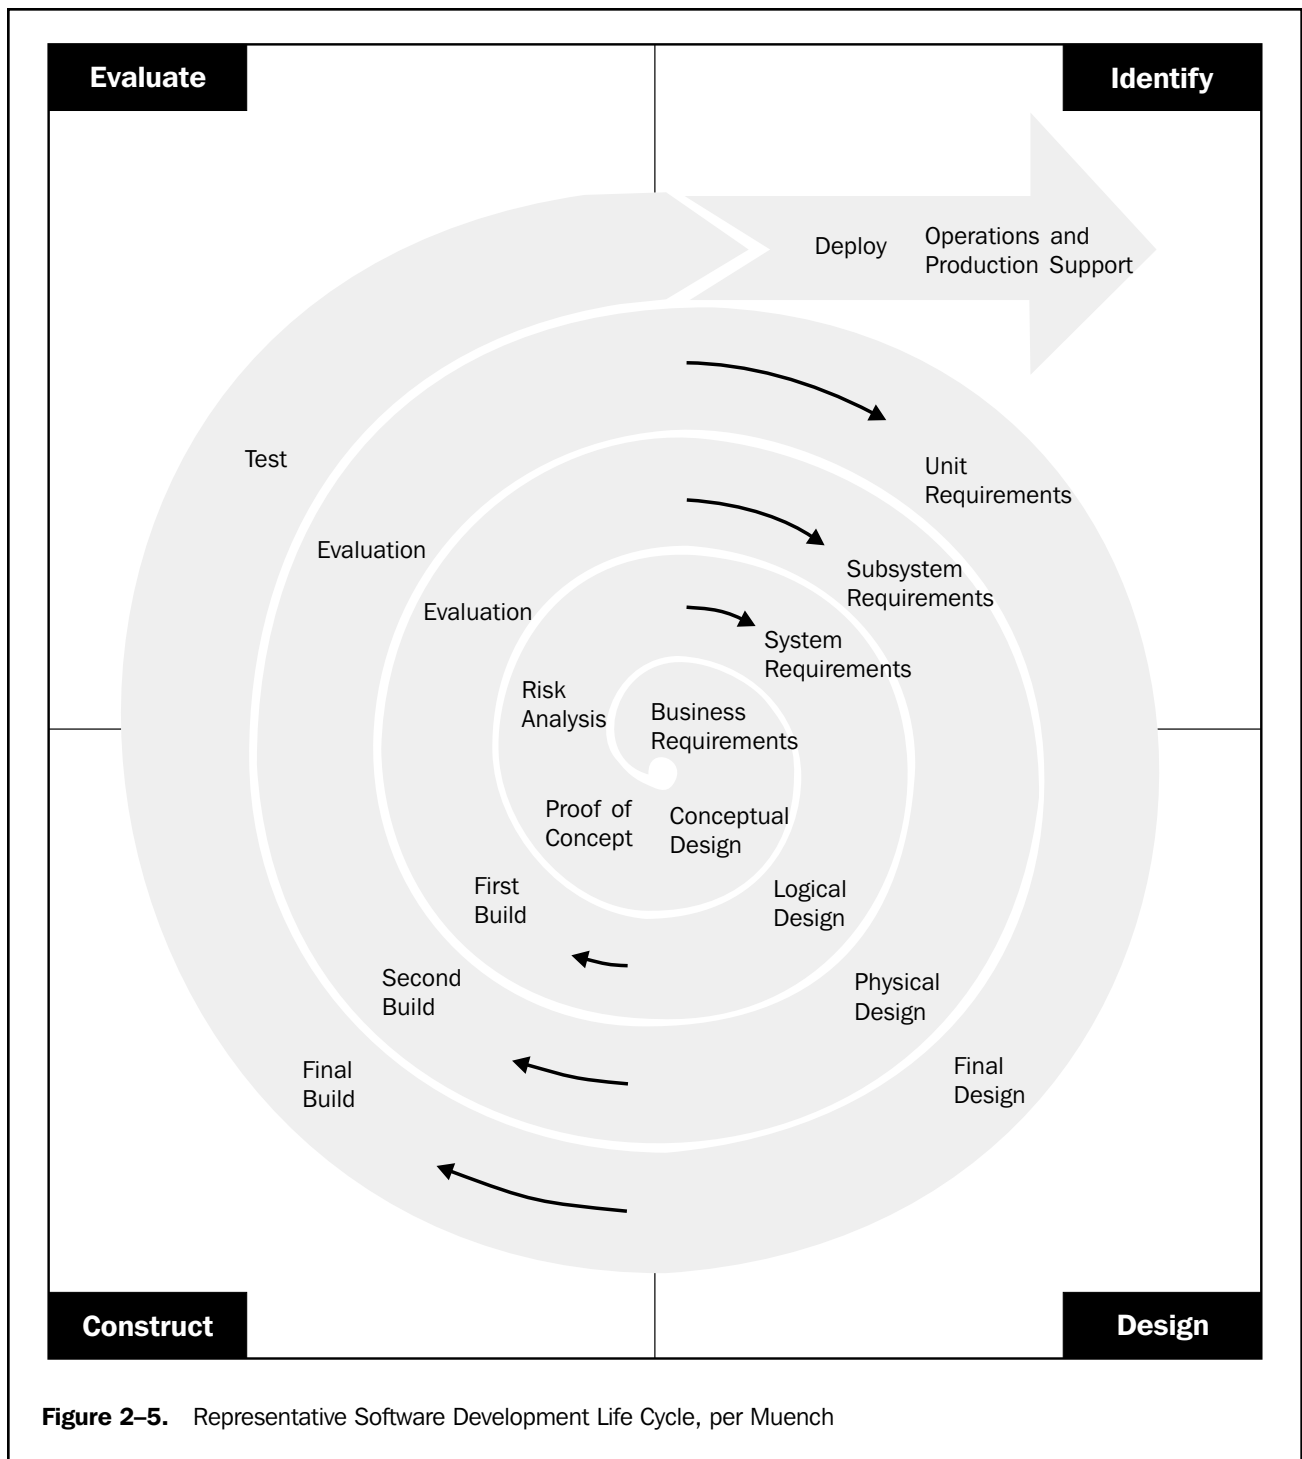 Evaluate
Identify
Deploy
Operations and
Production Support
Test
Unit
Requirements
Evaluation
Subsystem
Requirements
Evaluation
System
Requirements
Risk
Analysis
Business
Requirements
Proof of
Concept
Conceptual
Design
First
Build
Logical
Design
Second
Build
Physical
Design
Final
Build
Final
Design
Construct
Design
Figure 2–5. Representative Software Development Life Cycle, per Muench